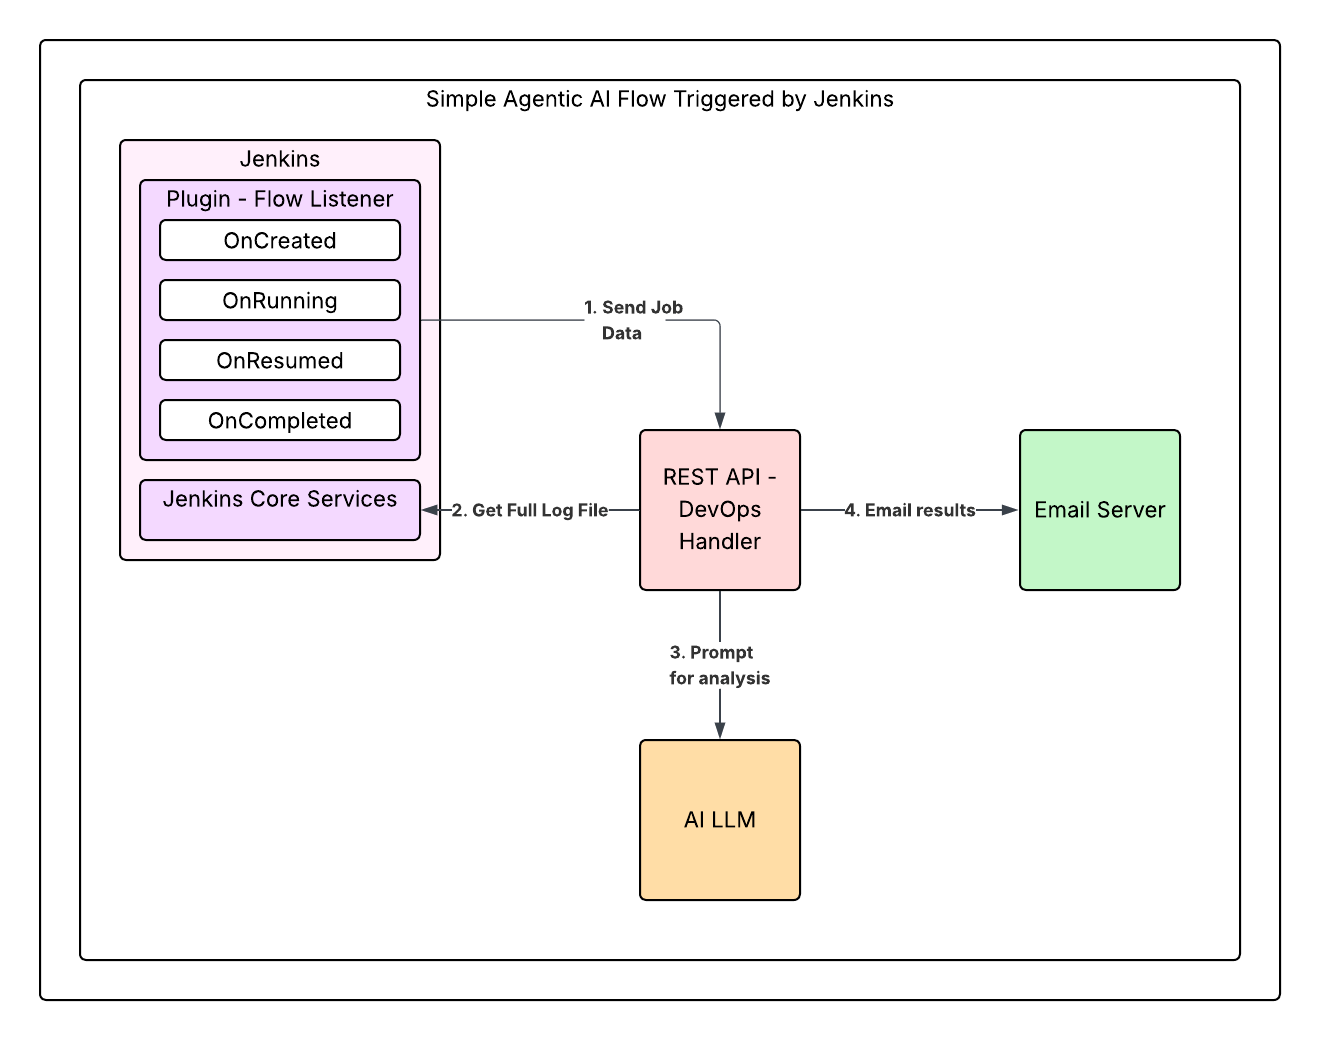 Simple Agentic AI Flow Triggered by Jenkins
Jenkins
Plugin - Flow Listener
OnCreated
OnRunning
OnResumed
OnCompleted
Jenkins Core Services
1. Send Job
Data
2. Get Full Log File
REST API -
DevOps
Handler
4. Email results
Email Server
3. Prompt
for analysis
AI LLM